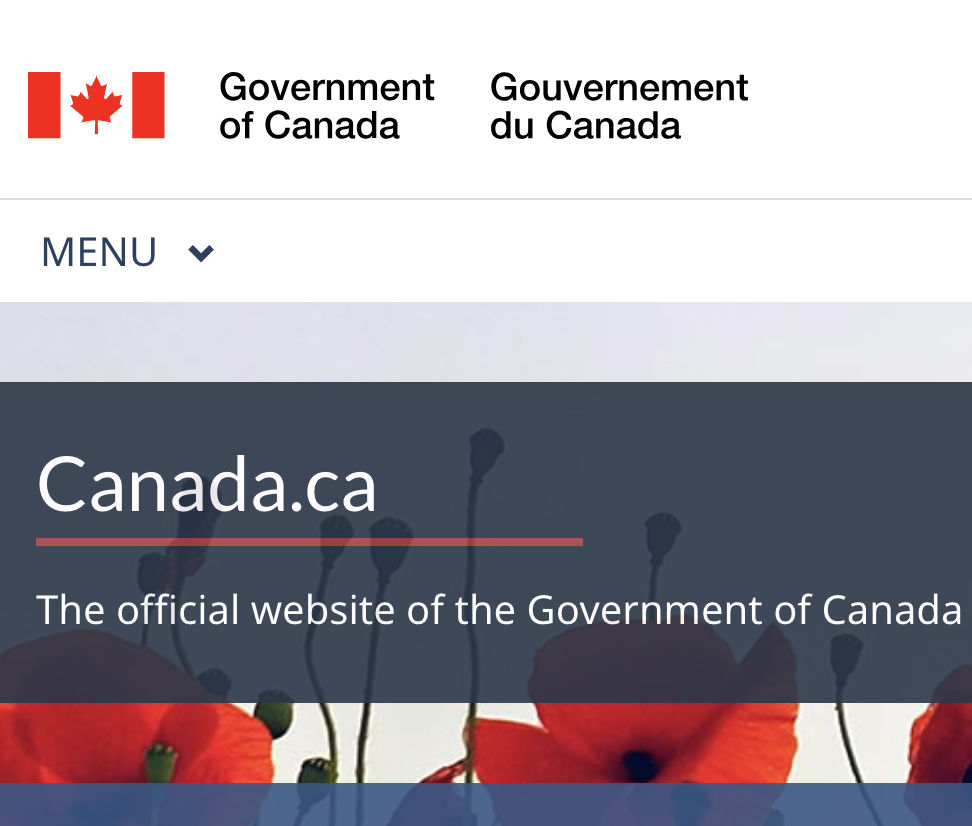 Government Gouvernement
of Canada du Canada
MENU
Canada.ca
The official website of the Government of Canada